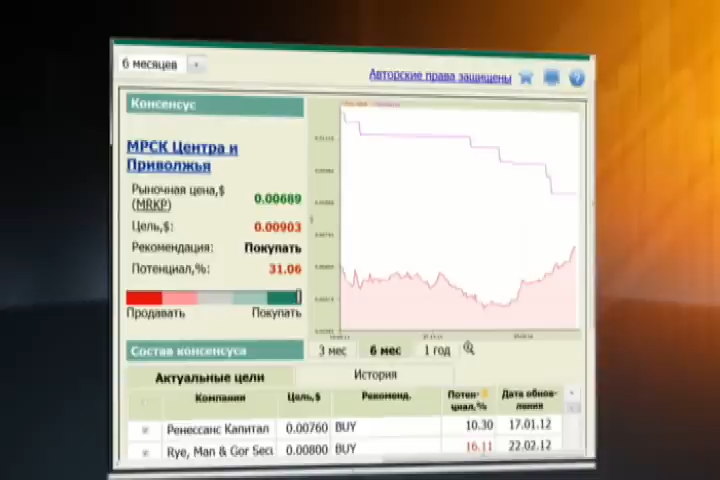 6 месяцев
Авторские права защищены
Консенсус
МРСК Центра и
Приволжья
Рыночная цена,$
(MRKP)
0.00689
Цель,$: 0.00903
Рекомендация: Покупать
Потенциал,%: 31.06
Продавать Покупать
3 мес 6 мес 1 год
Состав консенсуса
Актуальные цели История
Компании Цель,$ Рекоменд. Потен-
циал,% Дата обнов-
ления
Ренессанс Капитал 0.00760 BUY 10.30 17.01.12
Rye, Man & Gor Secu 0.00800 BUY 16.11 22.02.12